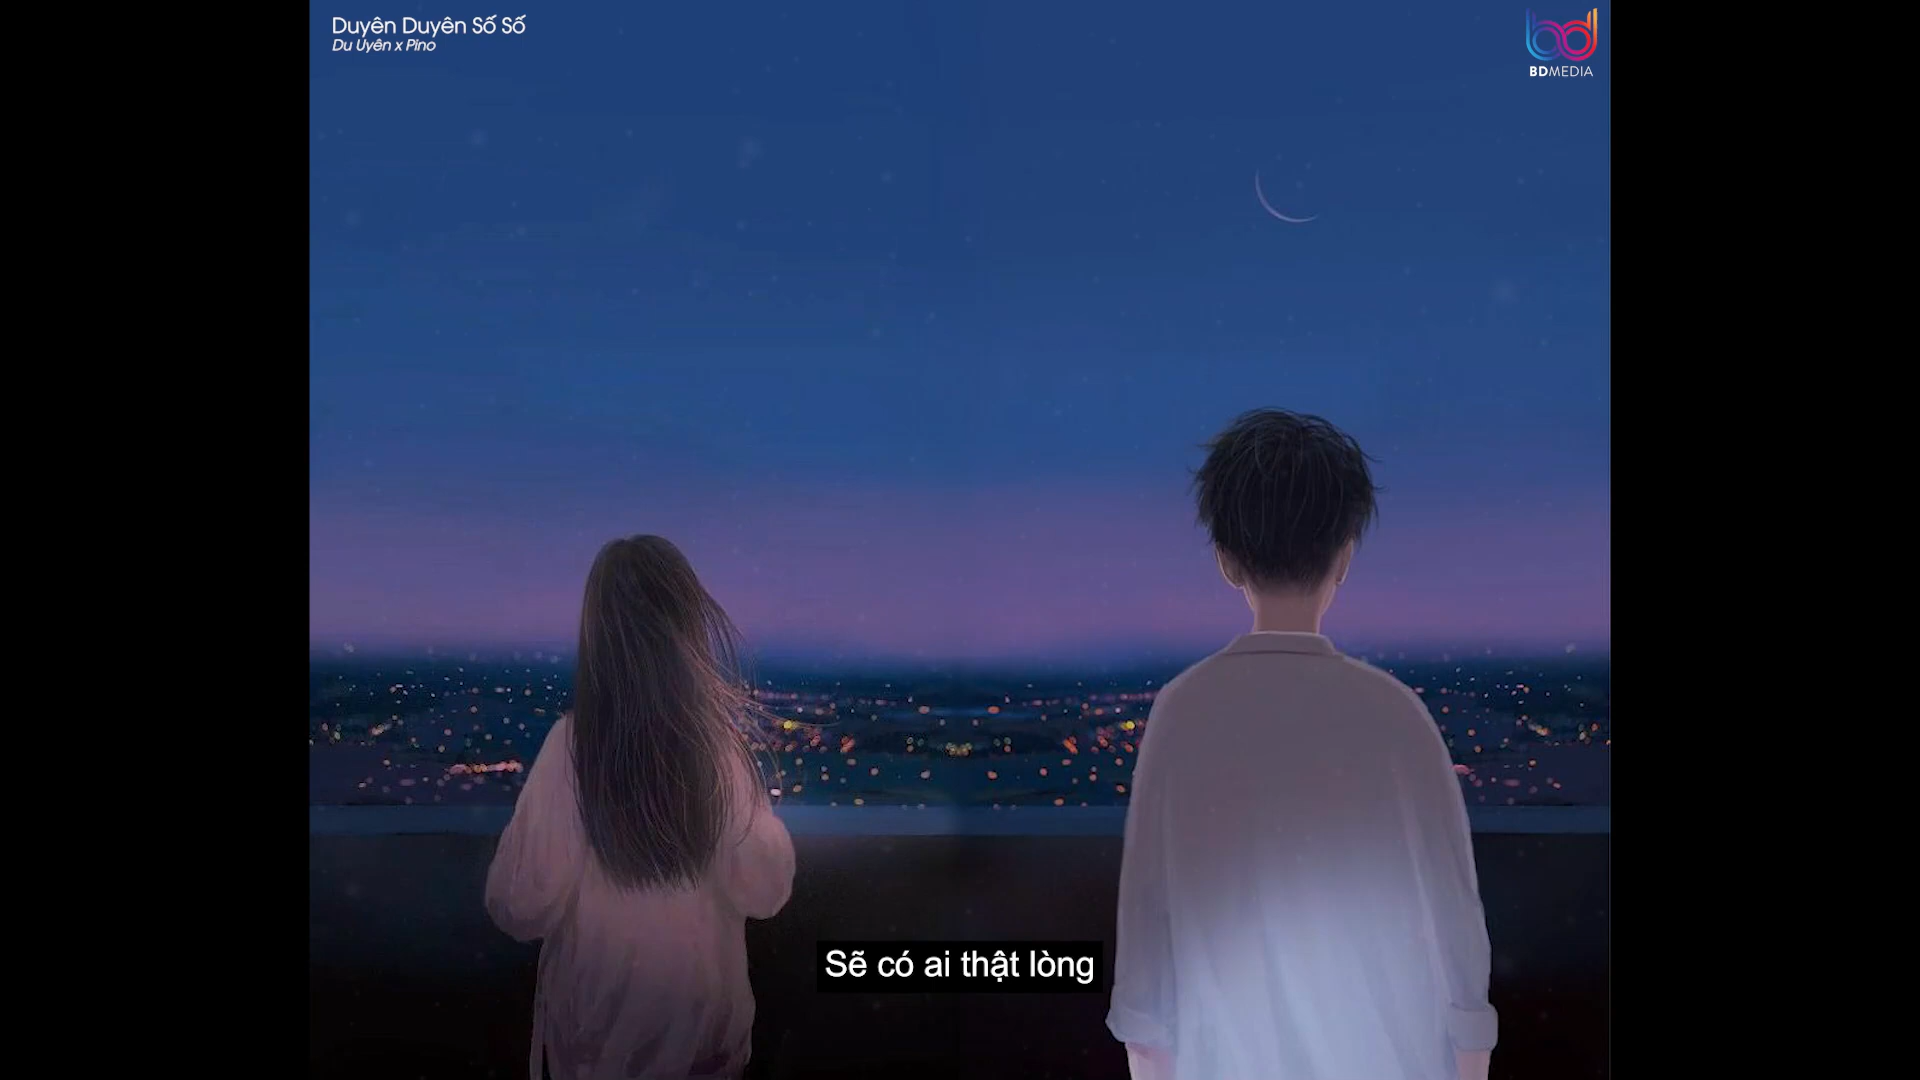 Duyên Duyên Số Số
Du Uyên x Pino
BDMEDIA
Sẽ có ai thật lòng